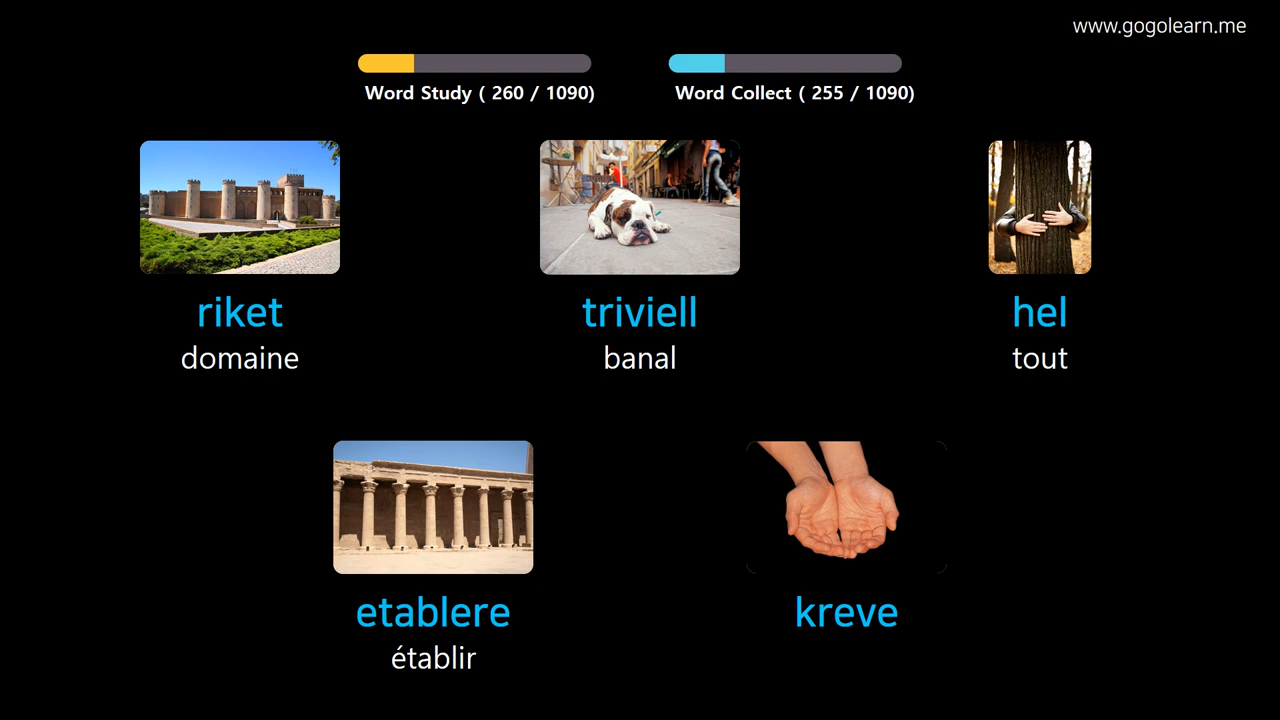 www.gogolearn.me
Word Study ( 260 / 1090)
Word Collect ( 255 / 1090)
riket
domaine
triviell
banal
hel
tout
etablere
établir
kreve